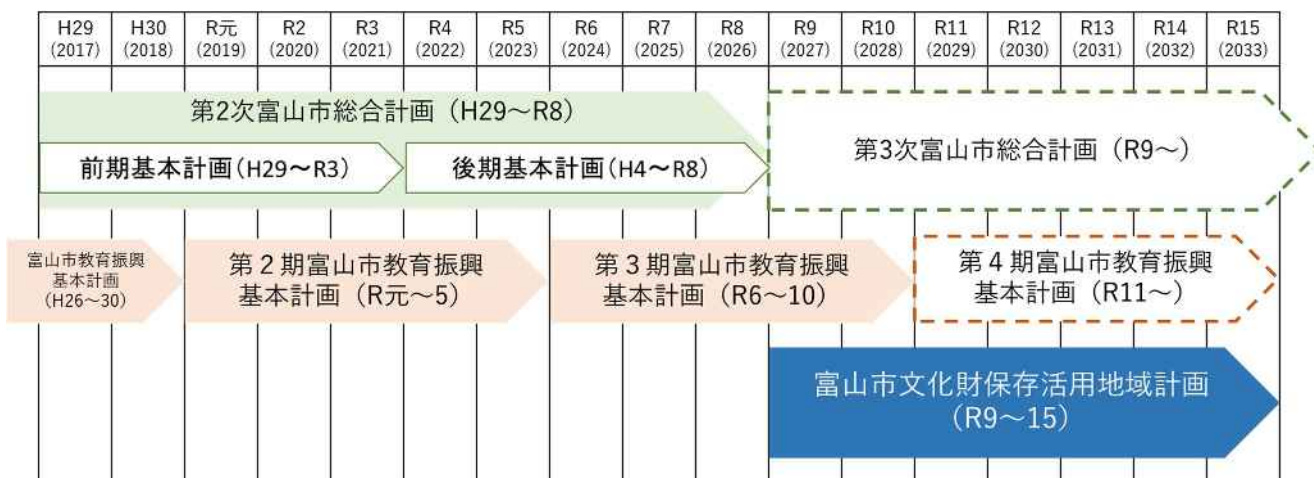 H29 H30 R元 R2 R3 R4 R5 R6 R7 R8 R9 R10 R11 R12 R13 R14 R15
(2017) (2018) (2019) (2020) (2021) (2022) (2023) (2024) (2025) (2026) (2027) (2028) (2029) (2030) (2031) (2032) (2033)
第2次富山市総合計画（H29～R8）
前期基本計画(H29～R3)
後期基本計画(H4～R8)
第3次富山市総合計画（R9～）
富山市教育振興
基本計画
(H26～30)
第２期富山市教育振興
基本計画（R元～5）
第３期富山市教育振興
基本計画（R6～10）
第４期富山市教育振興
基本計画（R11～）
富山市文化財保存活用地域計画
（R9～15）